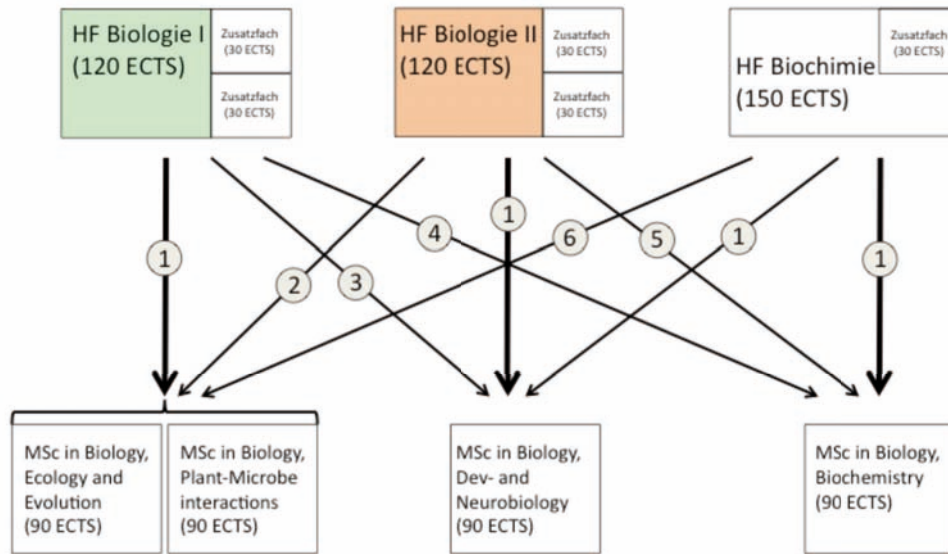 HF Biologie I
(120 ECTS)
Zusatzfach
(30 ECTS)
Zusatzfach
(30 ECTS)
HF Biologie II
(120 ECTS)
Zusatzfach
(30 ECTS)
Zusatzfach
(30 ECTS)
HF Biochimie
(150 ECTS)
Zusatzfach
(30 ECTS)
1
2
3
4
1
6
5
1
1
MSc in Biology,
Ecology and
Evolution
(90 ECTS)
MSc in Biology,
Plant-Microbe
interactions
(90 ECTS)
MSc in Biology,
Dev- and
Neurobiology
(90 ECTS)
MSc in Biology,
Biochemistry
(90 ECTS)